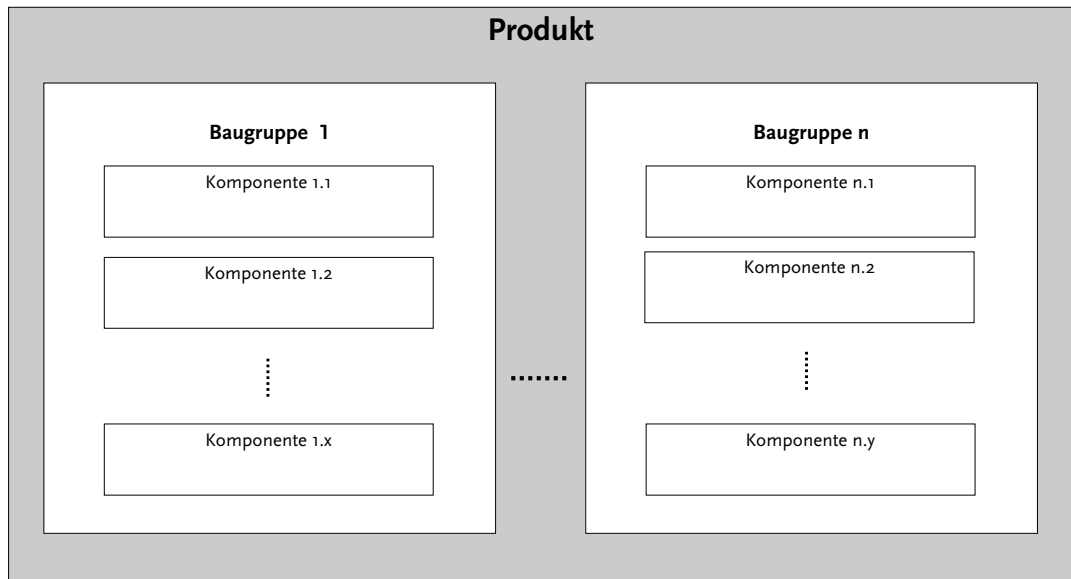 Produkt
Baugruppe 1
Komponente 1.1
Komponente 1.2
Komponente 1.x
Baugruppe n
Komponente n.1
Komponente n.2
Komponente n.y